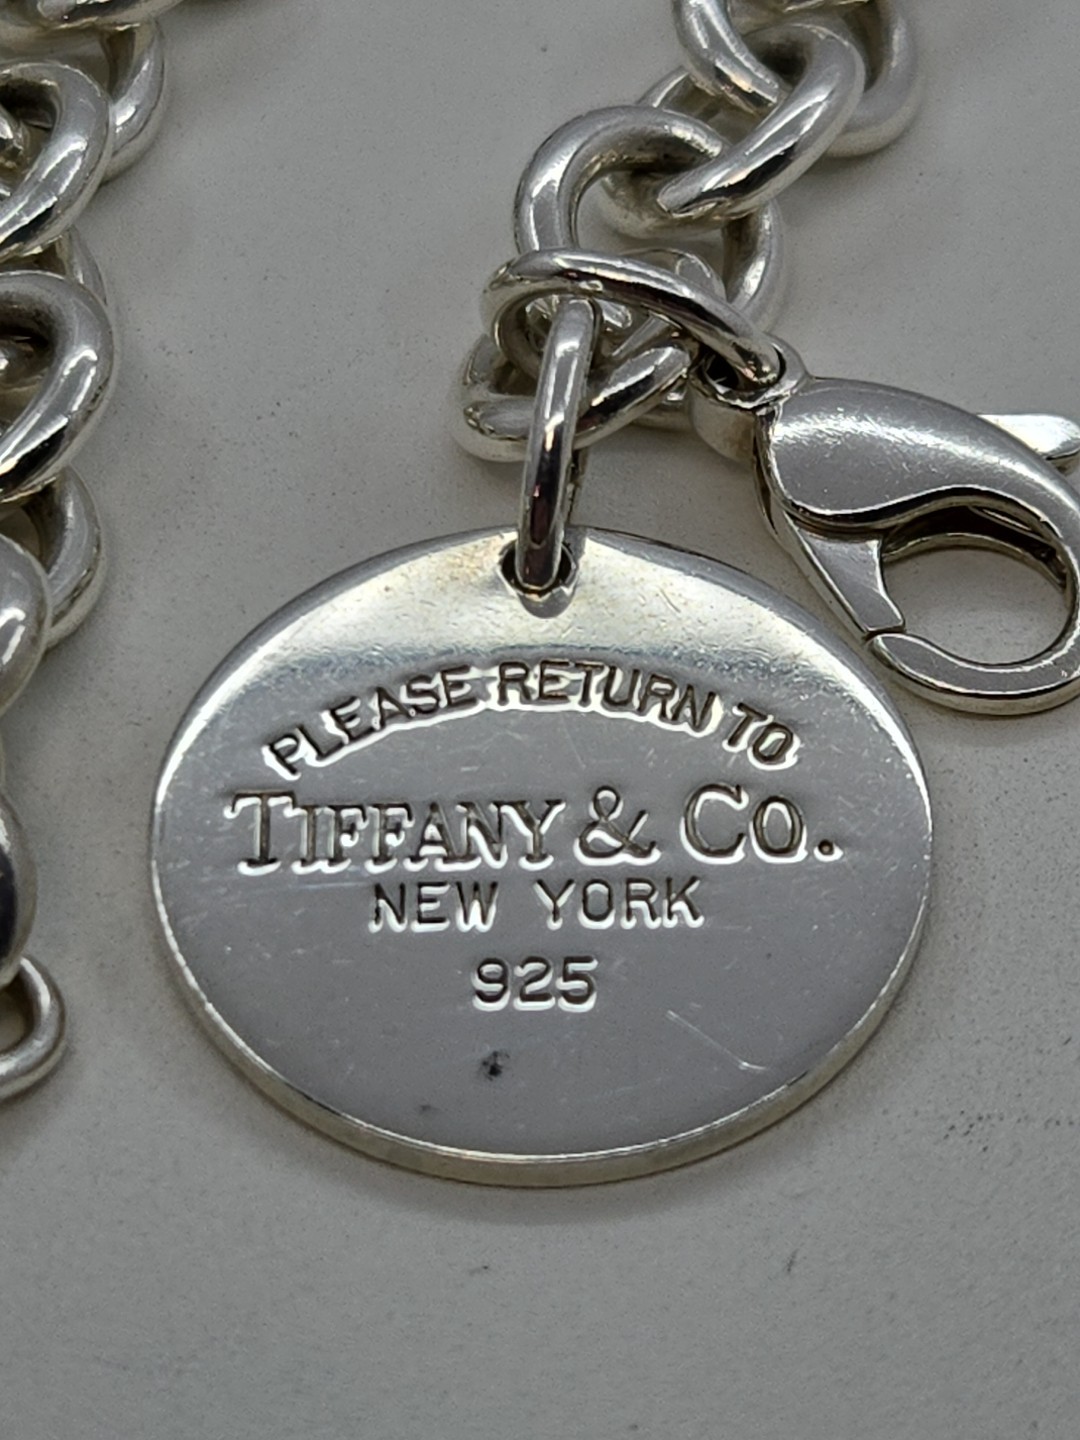 PLEASE RETURN TO
TIFFANY & CO.
NEW YORK
925